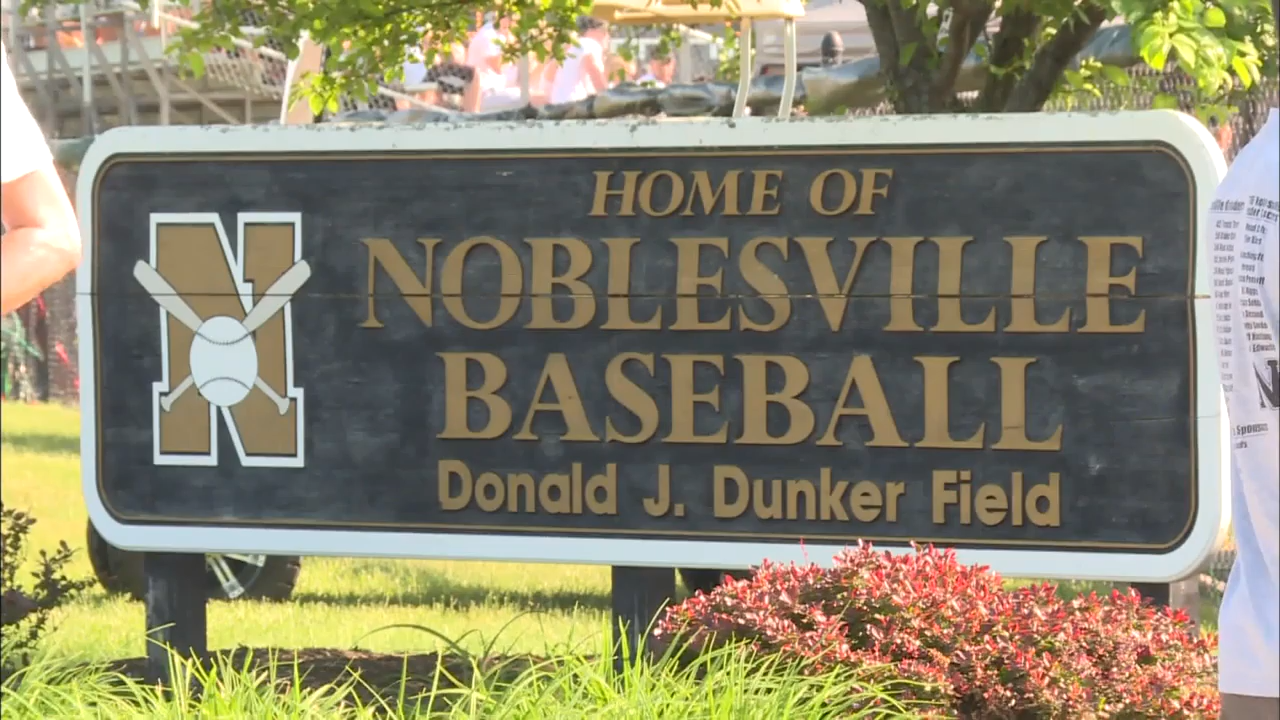 HOME OF
NOBLESVILLE
BASEBALL
Donald J. Dunker Field
N